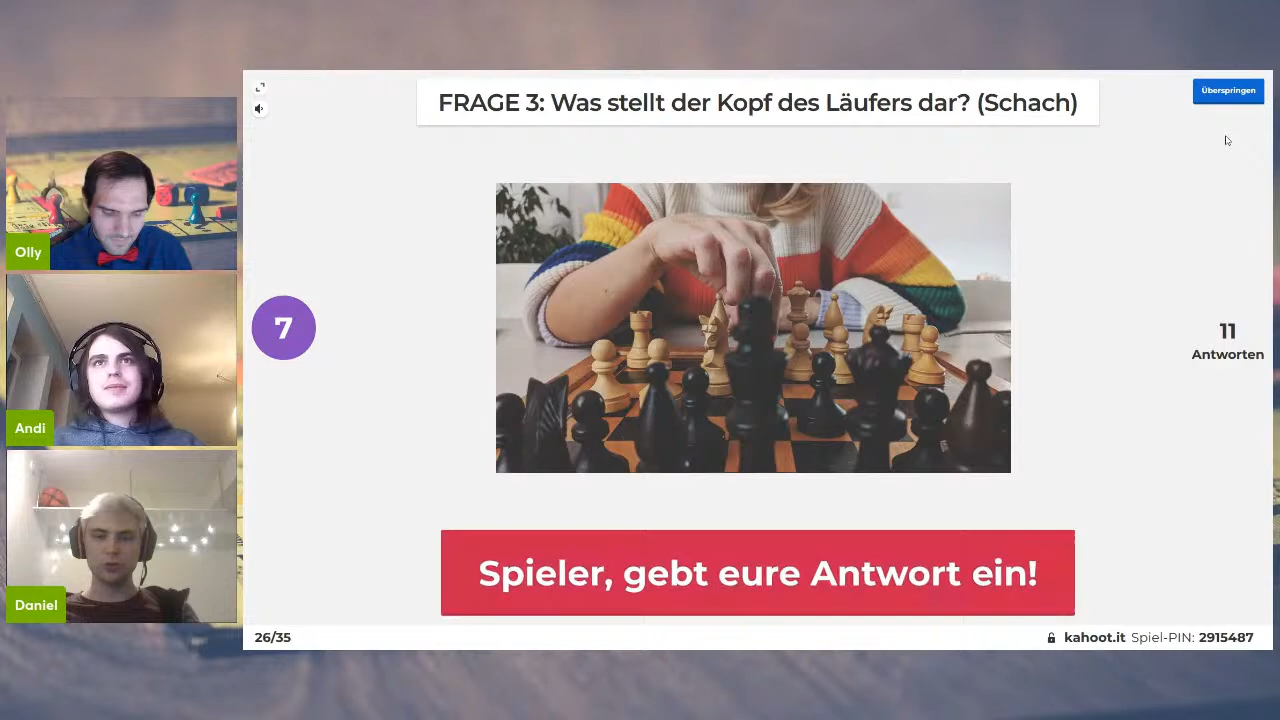 FRAGE 3: Was stellt der Kopf des Läufers dar? (Schach)
Überspringen
Olly
7
11
Antworten
Andi
Spieler, gebt eure Antwort ein!
Daniel
26/35
kahoot.it Spiel-PIN: 2915487